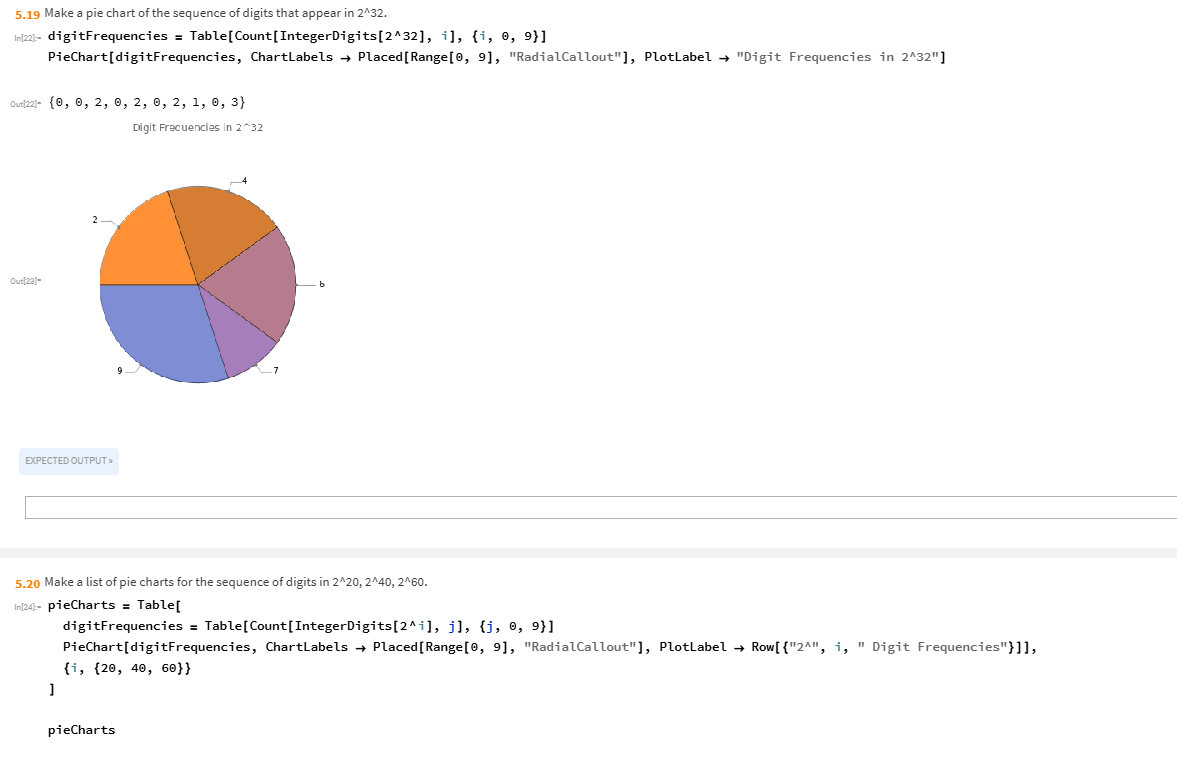 5.19 Make a pie chart of the sequence of digits that appear in 2^32.
In[22]:= digitFrequencies = Table[Count[IntegerDigits[2^32], i], {i, 0, 9}]
PieChart[digitFrequencies, ChartLabels → Placed[Range[0, 9], "RadialCallout"], PlotLabel → "Digit Frequencies in 2^32"]
Out[22]= {0, 0, 2, 0, 2, 0, 2, 1, 0, 3}
Digit Frequencies in 2^32
4
2
Out[23]=
6
9
7
EXPECTED OUTPUT »
5.20 Make a list of pie charts for the sequence of digits in 2^20, 2^40, 2^60.
In[24]:= pieCharts = Table[
digitFrequencies = Table[Count[IntegerDigits[2^i], j], {j, 0, 9}]
PieChart[digitFrequencies, ChartLabels → Placed[Range[0, 9], "RadialCallout"], PlotLabel → Row[{"2^", i, " Digit Frequencies"}]],
{i, {20, 40, 60}}
]
pieCharts